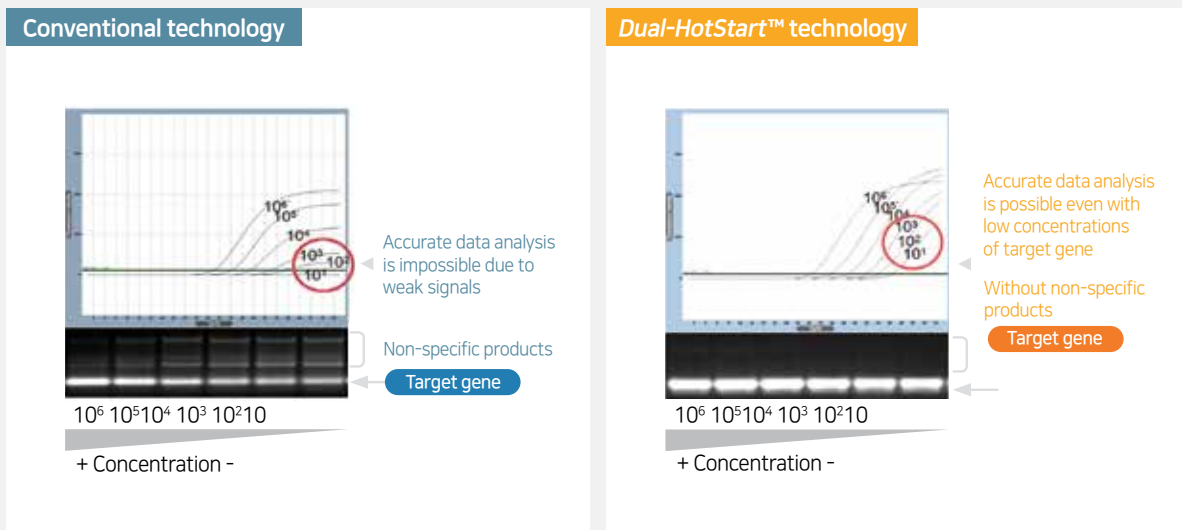 Conventional technology
10⁶
10⁵
10⁴
10³
10²
10¹
Accurate data analysis
is impossible due to
weak signals
Non-specific products
Target gene
10⁶ 10⁵10⁴ 10³ 10²10
+ Concentration -
Dual-HotStart™ technology
10⁶
10⁵
10⁴
10³
10²
10¹
Accurate data analysis
is possible even with
low concentrations
of target gene
Without non-specific
products
Target gene
10⁶ 10⁵10⁴ 10³ 10²10
+ Concentration -